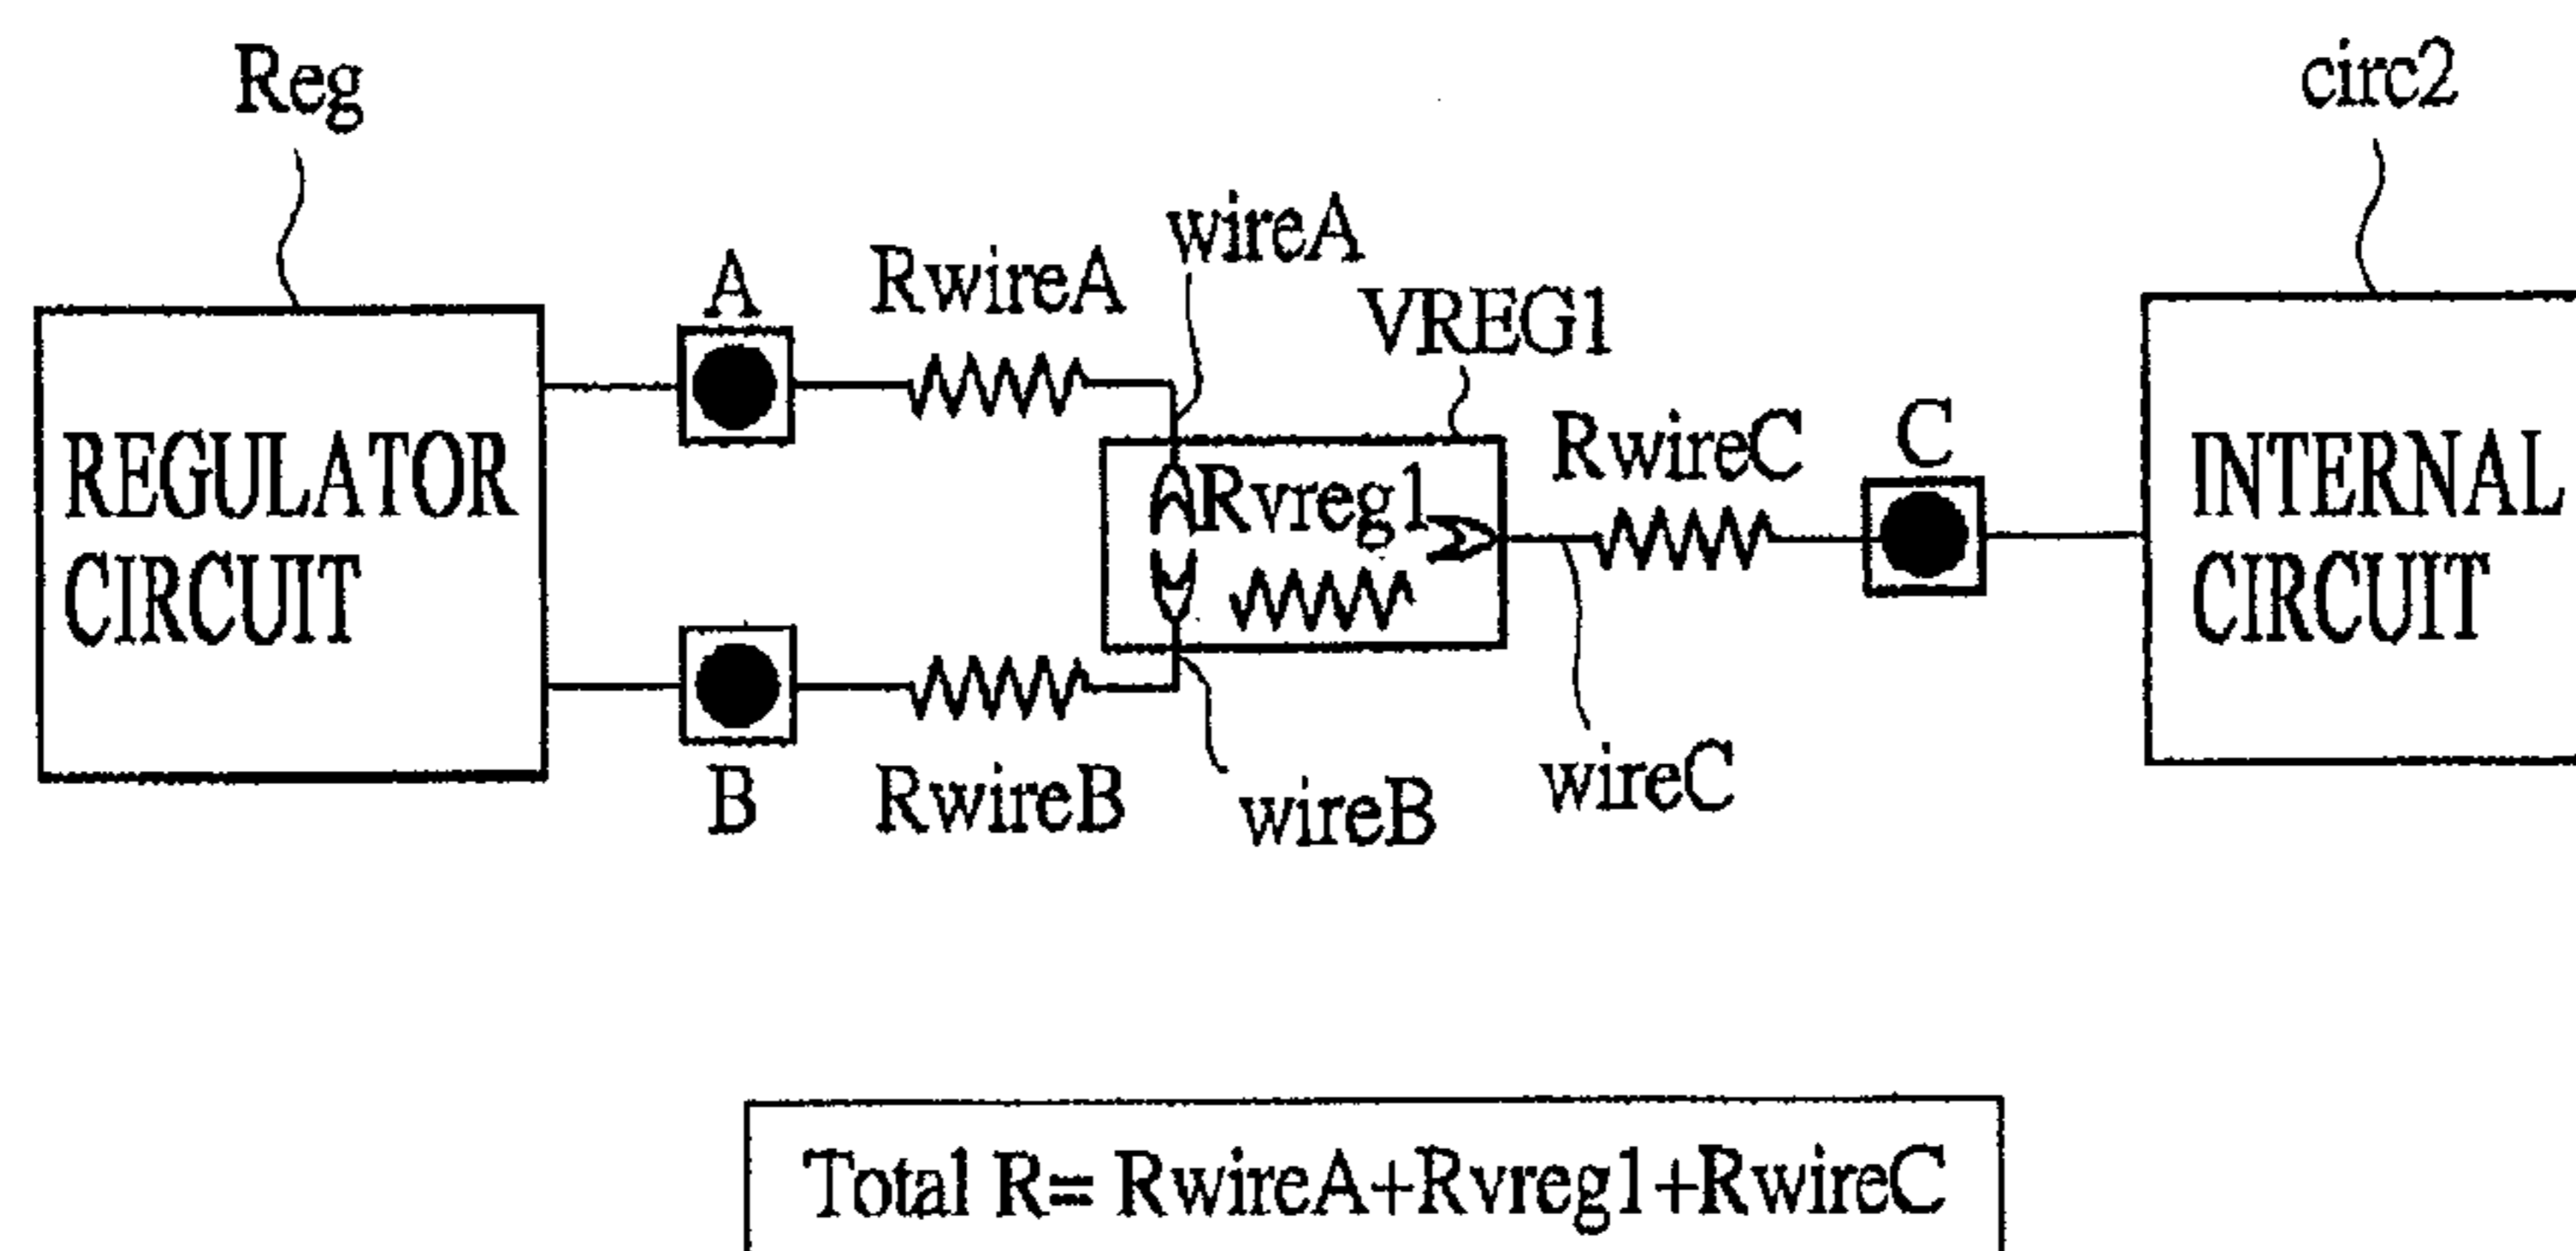 Reg
circ2
wireA
A
RwireA
VREG1
REGULATOR
CIRCUIT
Rvreg1
RwireC
C
INTERNAL
CIRCUIT
B
RwireB
wireB
wireC
Total R= RwireA+Rvreg1+RwireC